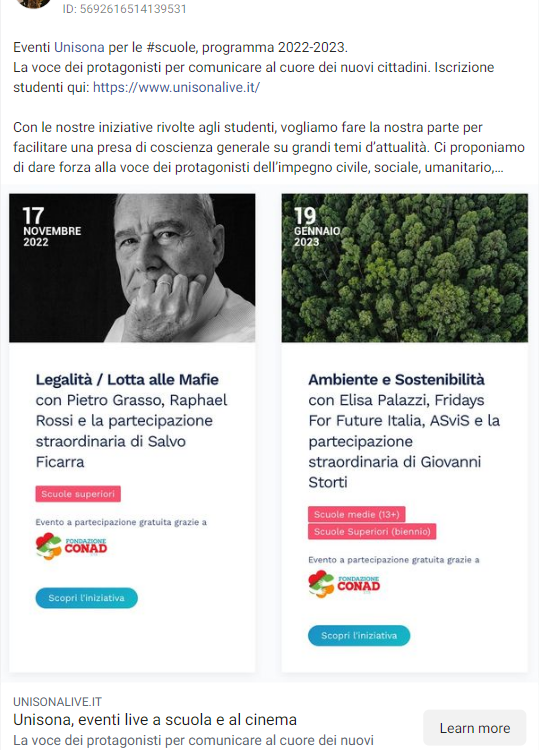 ID: 5692616514139531
Eventi Unisona per le #scuole, programma 2022-2023.
La voce dei protagonisti per comunicare al cuore dei nuovi cittadini. Iscrizione
studenti qui: https://www.unisonalive.it/
Con le nostre iniziative rivolte agli studenti, vogliamo fare la nostra parte per
facilitare una presa di coscienza generale su grandi temi d'attualità. Ci proponiamo
di dare forza alla voce dei protagonisti dell'impegno civile, sociale, umanitario,...
17
NOVEMBRE
2022
Legalità / Lotta alle Mafie
con Pietro Grasso, Raphael
Rossi e la partecipazione
straordinaria di Salvo
Ficarra
Scuole superiori
Evento a partecipazione gratuita grazie a
FONDAZIONE
CONAD
Scopri l'iniziativa
19
GENNAIO
2023
Ambiente e Sostenibilità
con Elisa Palazzi, Fridays
For Future Italia, ASviS e la
partecipazione
straordinaria di Giovanni
Storti
Scuole medie (13+)
Scuole Superiori (biennio)
Evento a partecipazione gratuita grazie a
FONDAZIONE
CONAD
Scopri l'iniziativa
UNISONALIVE.IT
Unisona, eventi live a scuola e al cinema
La voce dei protagonisti per comunicare al cuore dei nuovi
Learn more